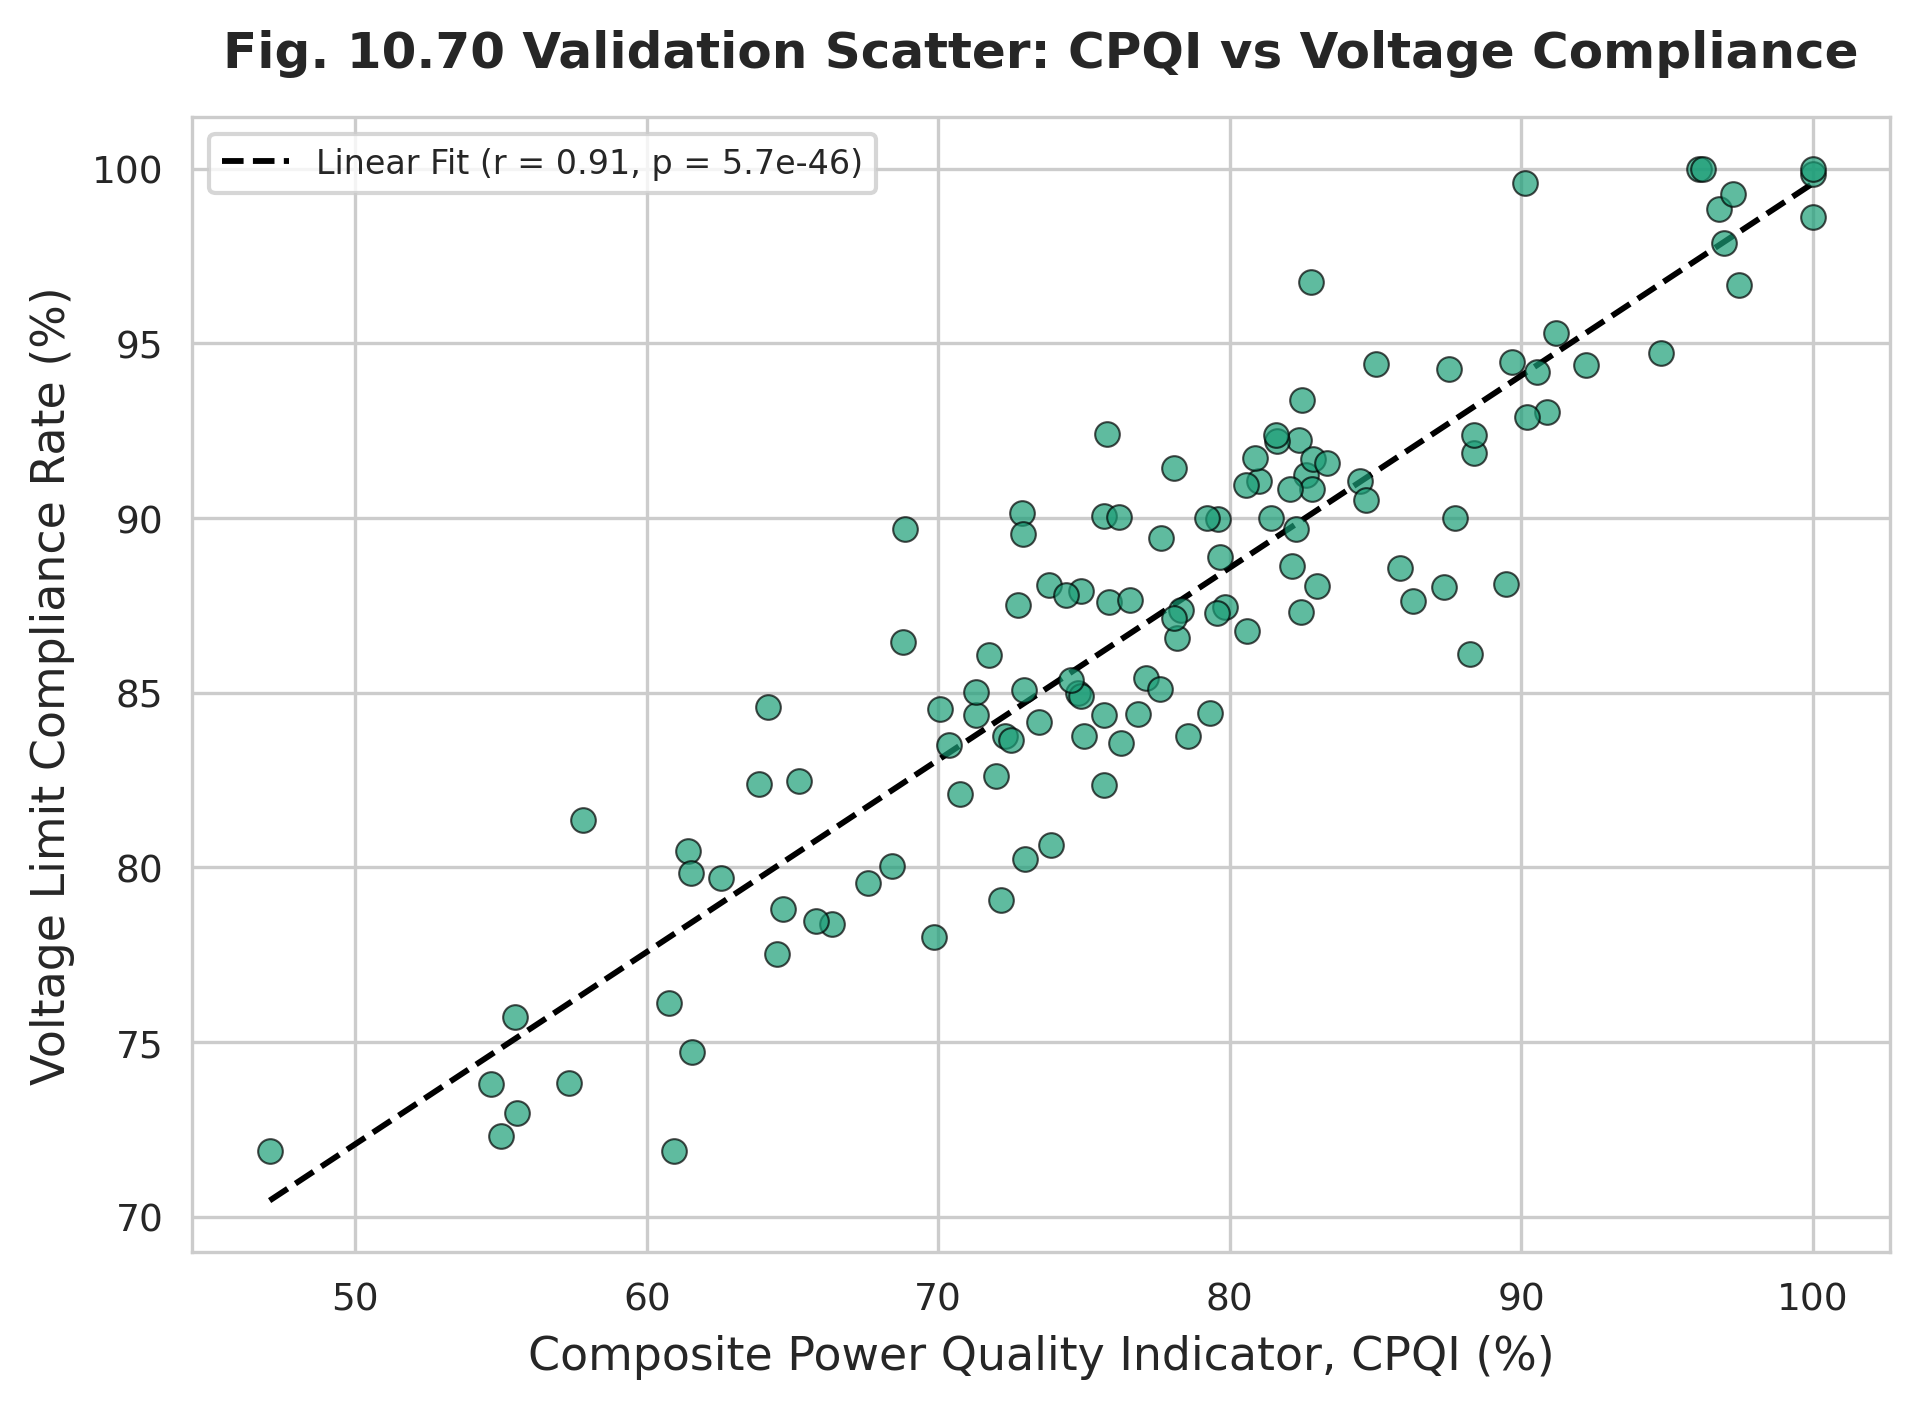 Fig. 10.70 Validation Scatter: CPQI vs Voltage Compliance
Linear Fit (r = 0.91, p = 5.7e-46)
Voltage Limit Compliance Rate (%)
100
95
90
85
80
75
70
50 60 70 80 90 100
Composite Power Quality Indicator, CPQI (%)